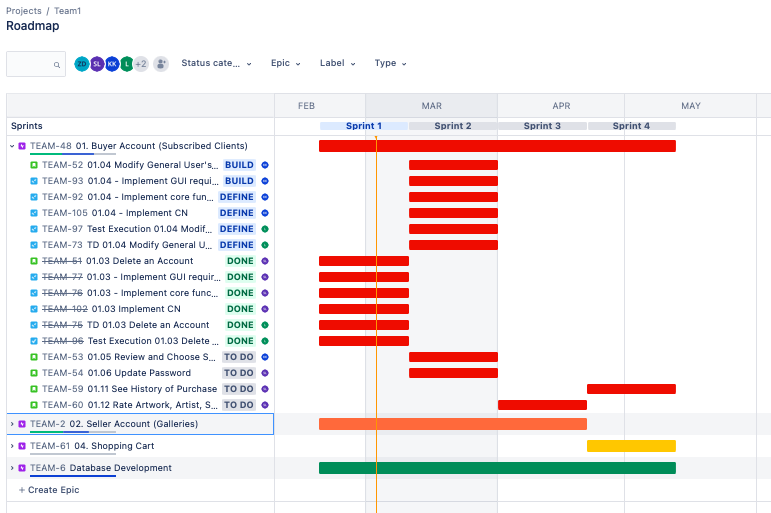 Projects / Team1
Roadmap
ZD SL KK L +2 Status cate... Epic Label Type
FEB MAR APR MAY
Sprints Sprint 1 Sprint 2 Sprint 3 Sprint 4
TEAM-48 01. Buyer Account (Subscribed Clients)
TEAM-52 01.04 Modify General User's... BUILD
TEAM-93 01.04 - Implement GUI requi... BUILD
TEAM-92 01.04 - Implement core fun... DEFINE
TEAM-105 01.04 - Implement CN DEFINE
TEAM-97 Test Execution 01.04 Modif... DEFINE
TEAM-73 TD 01.04 Modify General U... DEFINE
TEAM-51 01.03 Delete an Account DONE
TEAM-77 01.03 - Implement GUI requir... DONE
TEAM-76 01.03 - Implement core func... DONE
TEAM-102 01.03 Implement CN DONE
TEAM-75 TD 01.03 Delete an Account DONE
TEAM-96 Test Execution 01.03 Delete ... DONE
TEAM-53 01.05 Review and Choose S... TO DO
TEAM-54 01.06 Update Password TO DO
TEAM-59 01.11 See History of Purchase TO DO
TEAM-60 01.12 Rate Artwork, Artist, S... TO DO
TEAM-2 02. Seller Account (Galleries)
TEAM-61 04. Shopping Cart
TEAM-6 Database Development
+ Create Epic